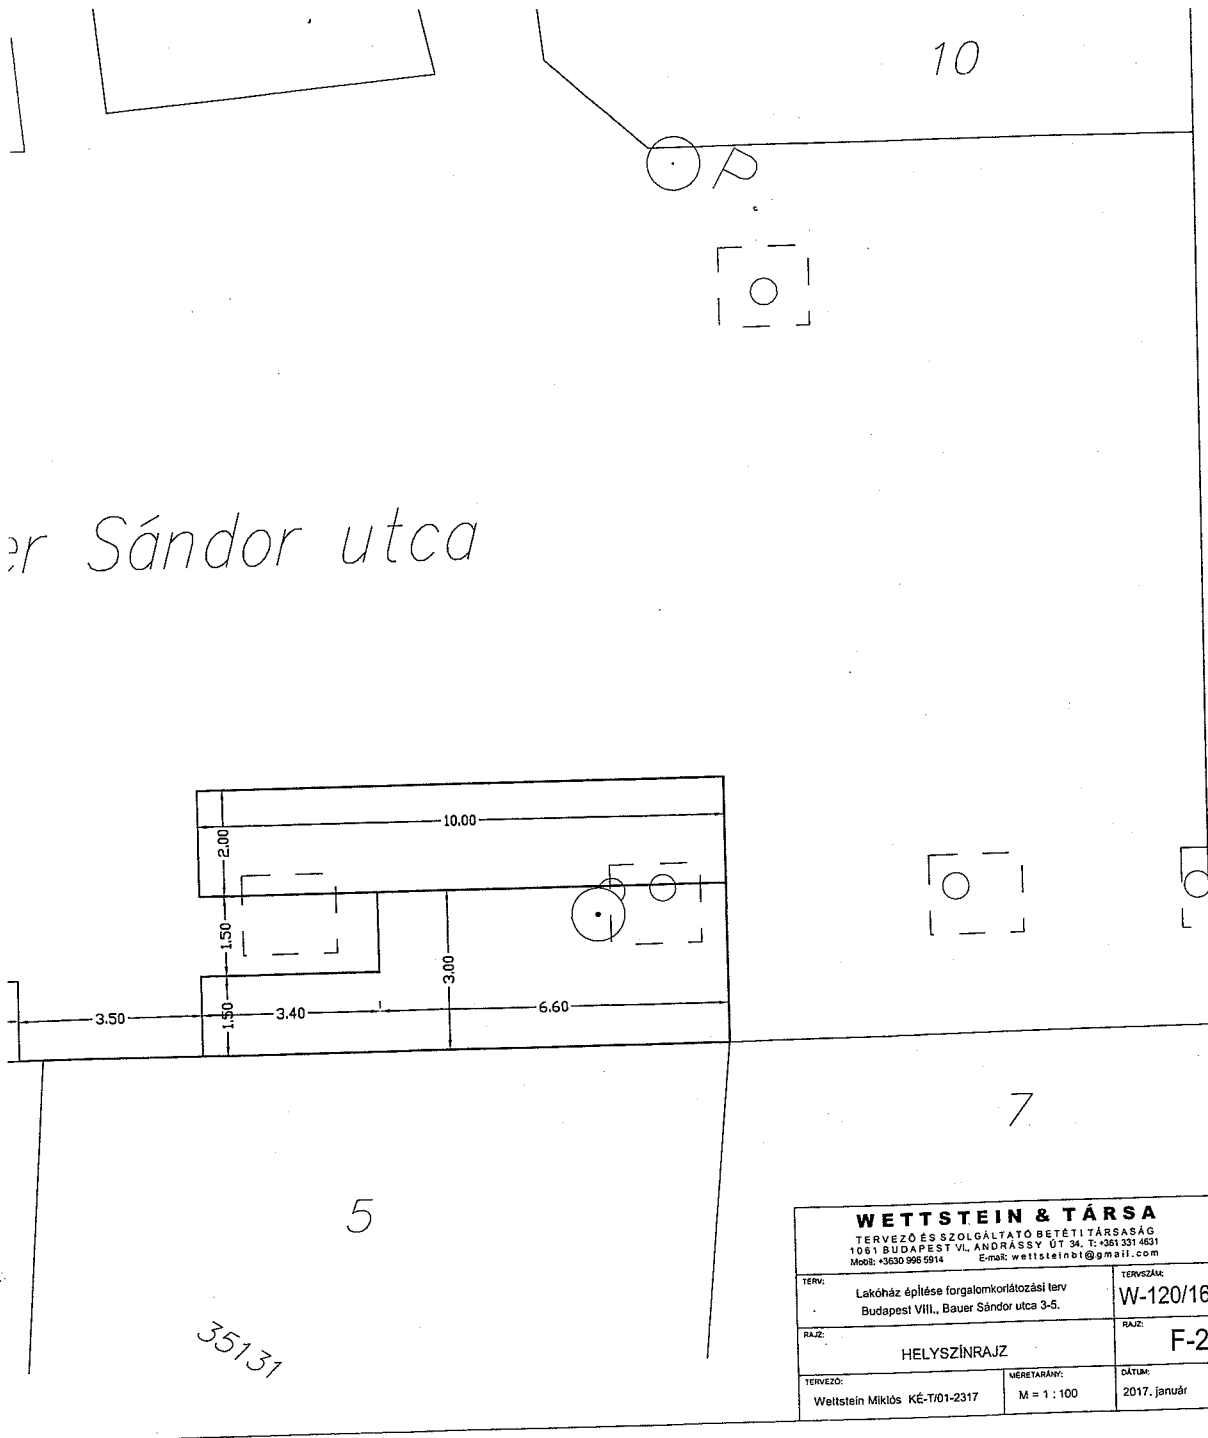 10
P
er Sándor utca
10.00
2.00
1.50
3.00
1.50
3.50
3.40
6.60
7
5
35131
WETTSTEIN & TÁRSA
TERVEZŐ ÉS SZOLGÁLTATÓ BETÉTI TÁRSASÁG
1061 BUDAPEST VI., ANDRÁSSY ÚT 34. T: +361 331 4631
Mobil: +3630 996 5914 E-mail: wettsteinbt@gmail.com
TERV:
Lakóház építése forgalomkorlátozási terv
Budapest VIII., Bauer Sándor utca 3-5.
TERVSZÁM:
W-120/16
RAJZ:
HELYSZÍNRAJZ
RAJZ:
F-2
TERVEZŐ:
Wettstein Miklós KÉ-T/01-2317
MÉRETARÁNY:
M = 1 : 100
DÁTUM:
2017. január